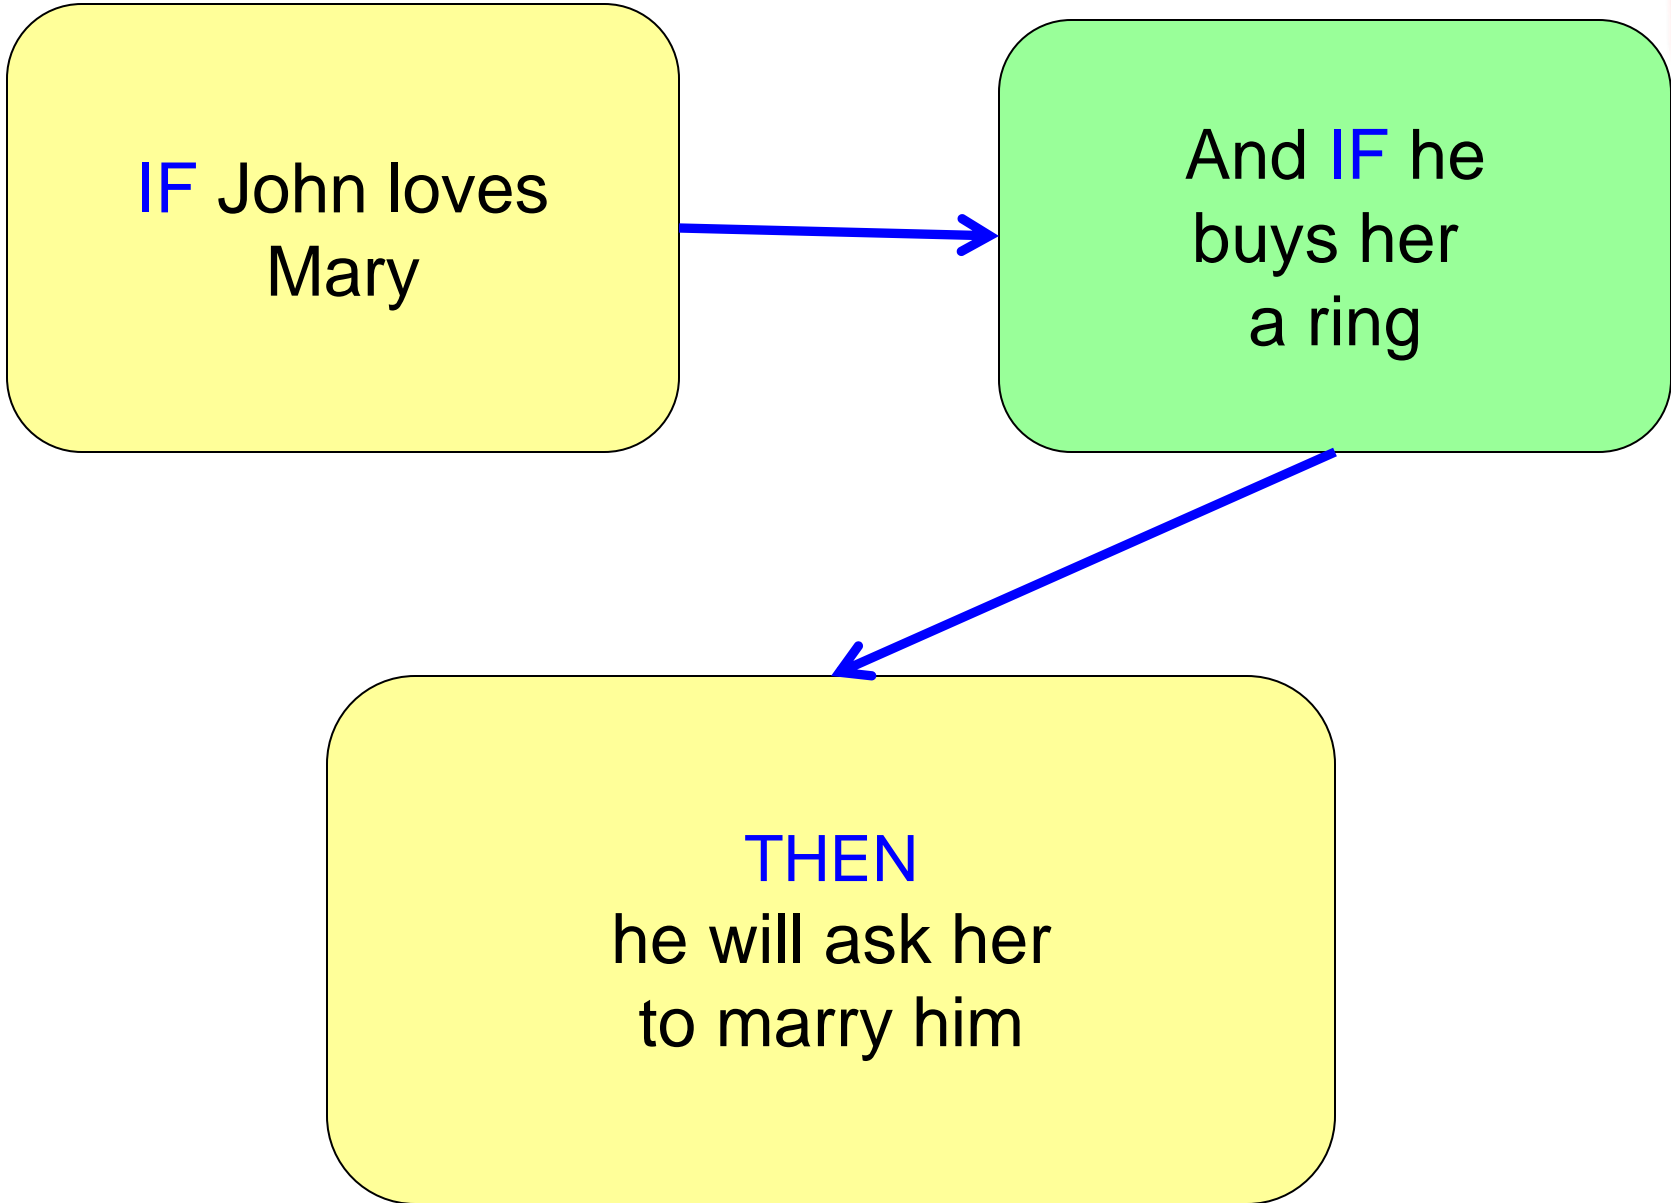 IF John loves
Mary
And IF he
buys her
a ring
THEN
he will ask her
to marry him